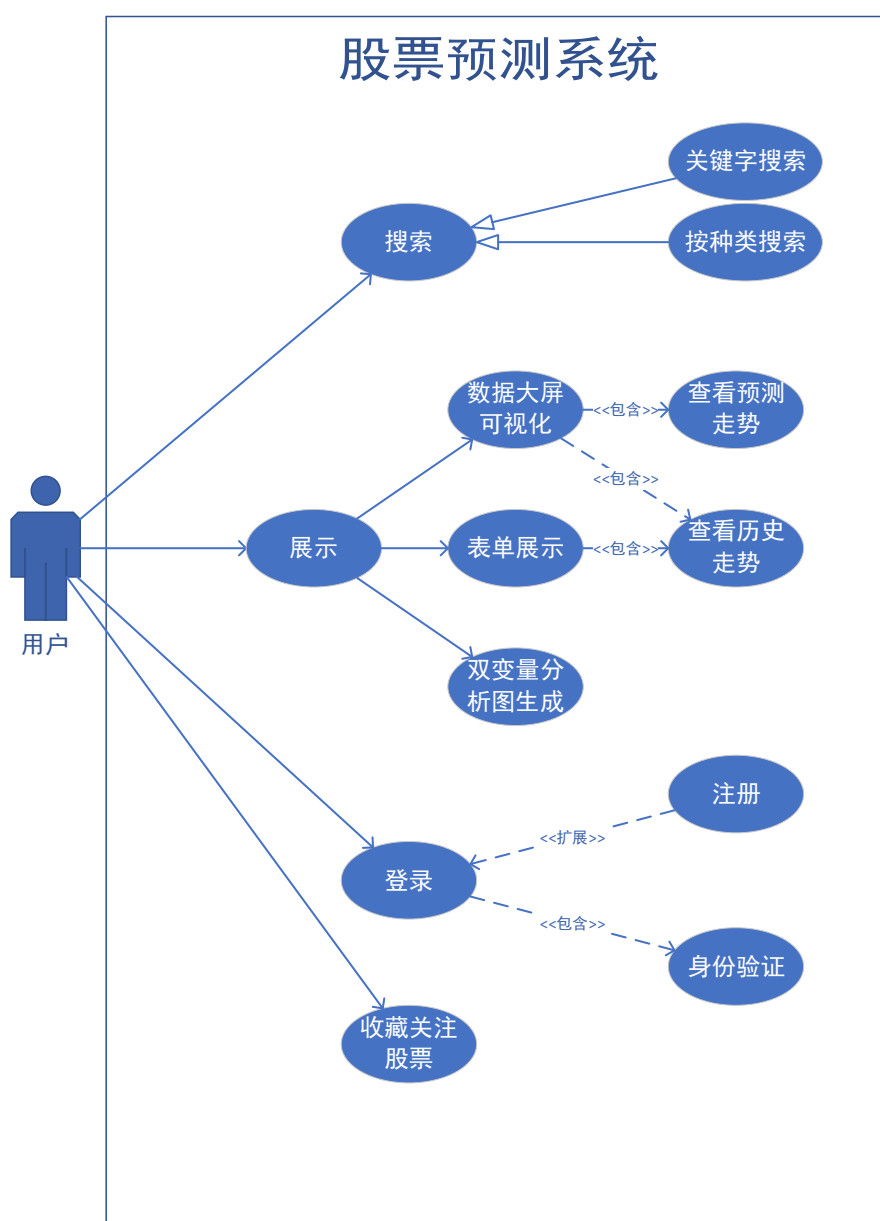 股票预测系统
关键字搜索
搜索
按种类搜索
数据大屏
可视化
<<包含>>
查看预测
走势
<<包含>>
展示
表单展示
<<包含>>
查看历史
走势
用户
双变量分
析图生成
注册
<<扩展>>
登录
<<包含>>
身份验证
收藏关注
股票